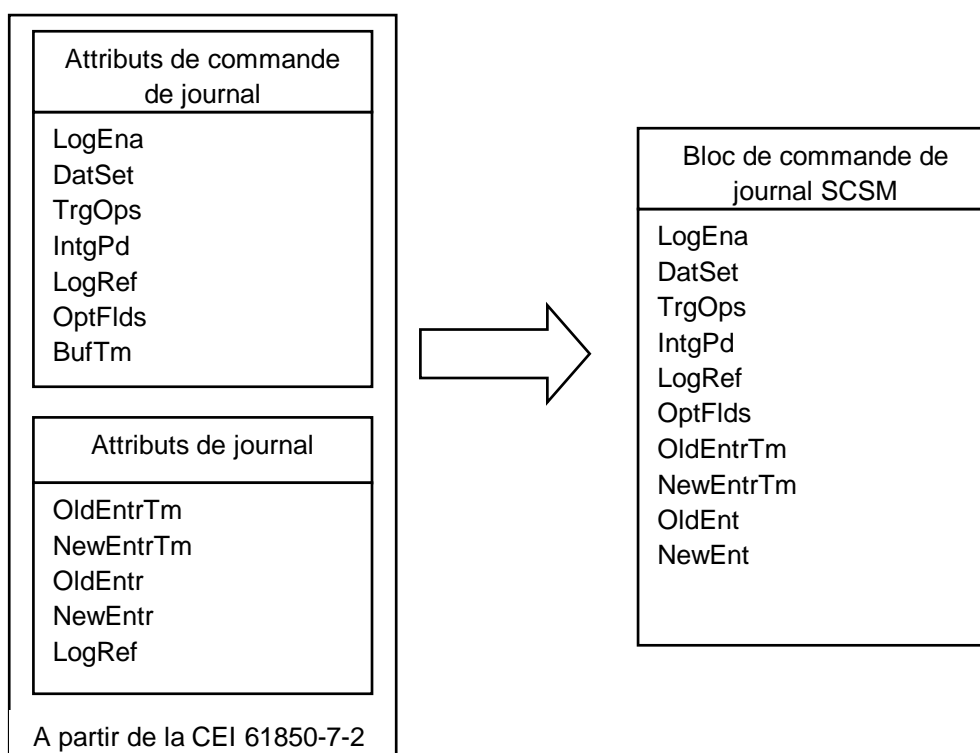 Attributs de commande
de journal
LogEna
DatSet
TrgOps
IntgPd
LogRef
OptFlds
BufTm
Attributs de journal
OldEntrTm
NewEntrTm
OldEntr
NewEntr
LogRef
A partir de la CEI 61850-7-2
Bloc de commande de
journal SCSM
LogEna
DatSet
TrgOps
IntgPd
LogRef
OptFlds
OldEntrTm
NewEntrTm
OldEnt
NewEnt